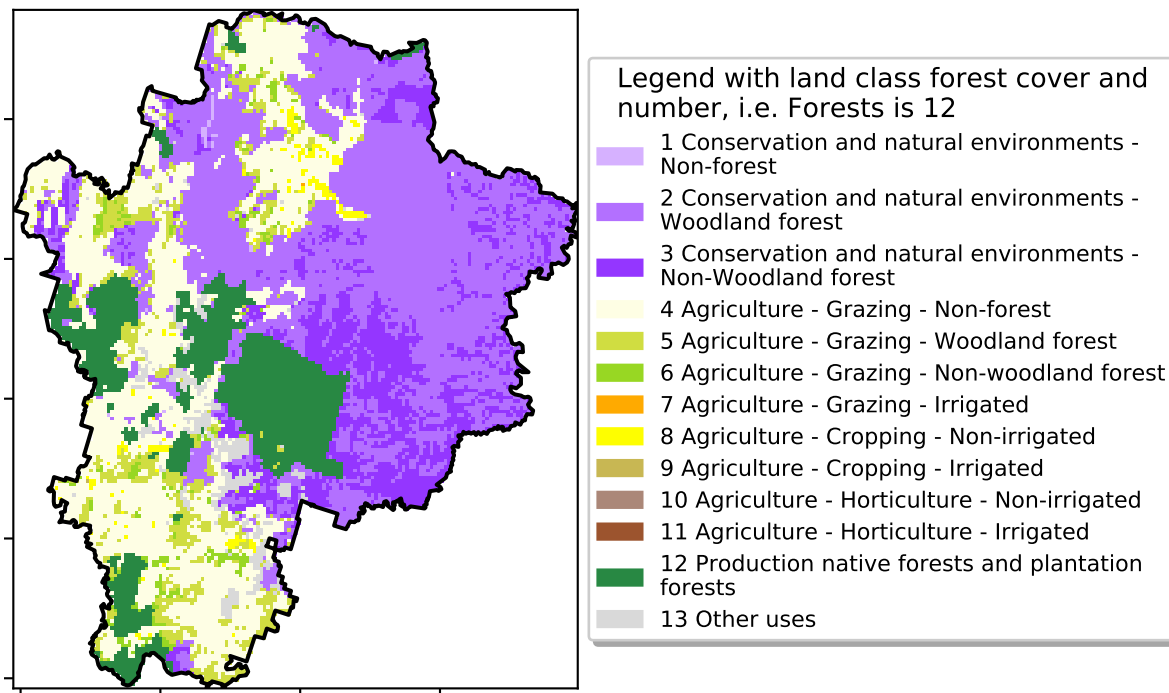 Legend with land class forest cover and
number, i.e. Forests is 12
1 Conservation and natural environments -
Non-forest
2 Conservation and natural environments -
Woodland forest
3 Conservation and natural environments -
Non-Woodland forest
4 Agriculture - Grazing - Non-forest
5 Agriculture - Grazing - Woodland forest
6 Agriculture - Grazing - Non-woodland forest
7 Agriculture - Grazing - Irrigated
8 Agriculture - Cropping - Non-irrigated
9 Agriculture - Cropping - Irrigated
10 Agriculture - Horticulture - Non-irrigated
11 Agriculture - Horticulture - Irrigated
12 Production native forests and plantation
forests
13 Other uses